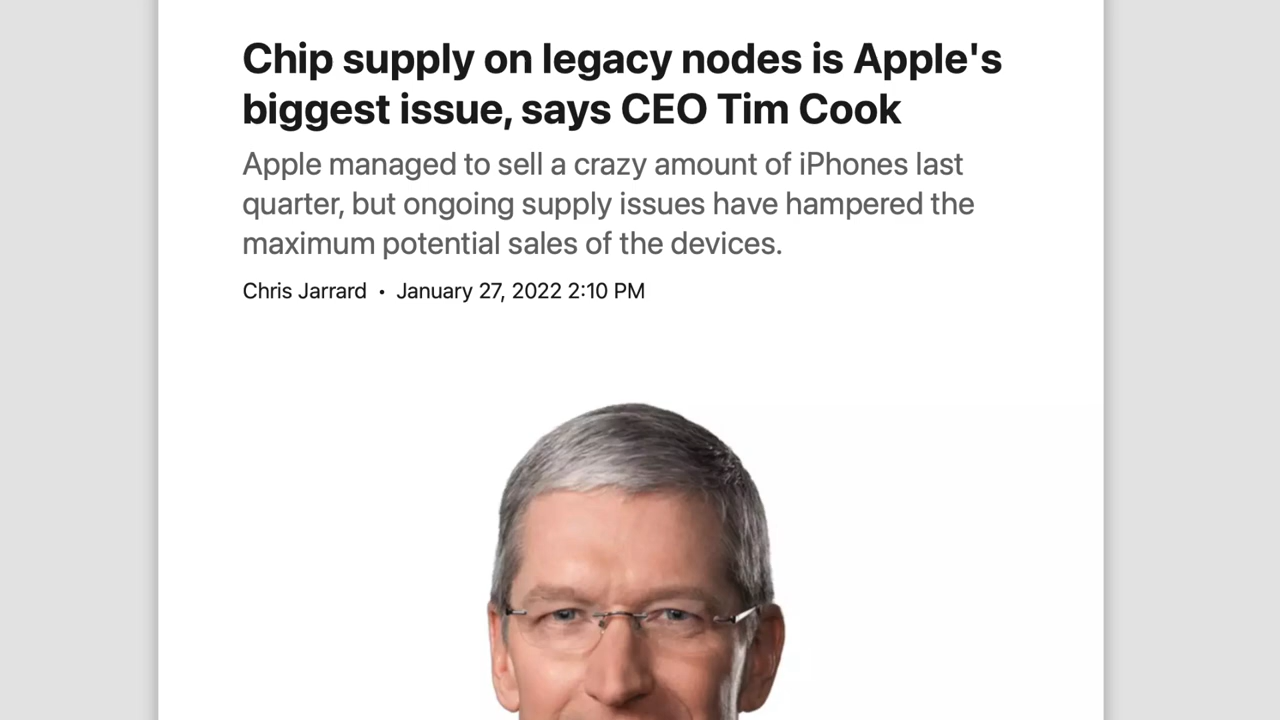 Chip supply on legacy nodes is Apple's
biggest issue, says CEO Tim Cook
Apple managed to sell a crazy amount of iPhones last
quarter, but ongoing supply issues have hampered the
maximum potential sales of the devices.
Chris Jarrard • January 27, 2022 2:10 PM